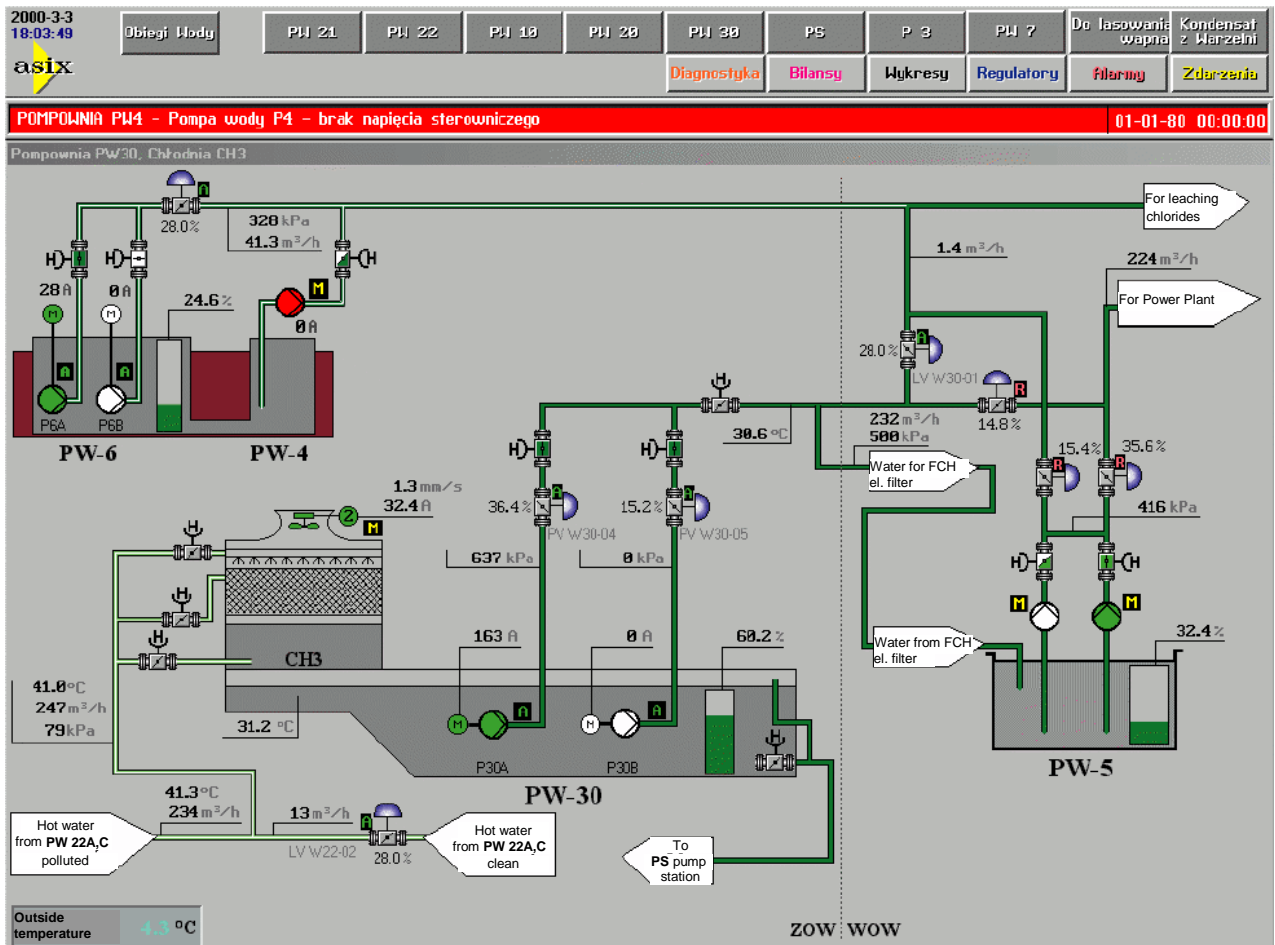 2000-3-3
18:03:49
asix
Obiegi Wody
PW 21
PW 22
PW 10
PW 20
PW 30
PS
P 3
PW 7
Do lasowania
wapna
Kondensat
z Warzelni
Diagnostyka
Bilansy
Wykresy
Regulatory
Alarmy
Zdarzenia
POMPOWNIA PW4 - Pompa wody P4 - brak napięcia sterowniczego
01-01-80 00:00:00
Pompownia PW30, Chłodnia CH3
A
28.0%
328 kPa
41.3 m³/h
For leaching
chlorides
1.4 m³/h
224 m³/h
For Power Plant
H
H
H
28 A
0 A
M
M
24.6%
M
0 A
A
A
P6A
P6B
PW-6
PW-4
28.0%
A
LV W30-01
R
14.8%
H
30.6 °C
232 m³/h
500 kPa
Water for FCH
el. filter
15.4%
35.6%
R
R
416 kPa
H
H
36.4%
A
15.2%
A
PV W30-04
PV W30-05
637 kPa
0 kPa
1.3 mm/s
32.4 A
2
M
H
H
H
CH3
H
H
M
M
163 A
0 A
60.2%
Water from FCH
el. filter
32.4%
41.0°C
247 m³/h
79 kPa
31.2 °C
M
A
M
A
H
P30A
P30B
PW-30
PW-5
41.3°C
234 m³/h
13 m³/h
A
LV W22-02
28.0%
Hot water
from PW 22A,C
polluted
Hot water
from PW 22A,C
clean
To
PS pump
station
Outside
temperature
-4.3 °C
ZOW
WOW